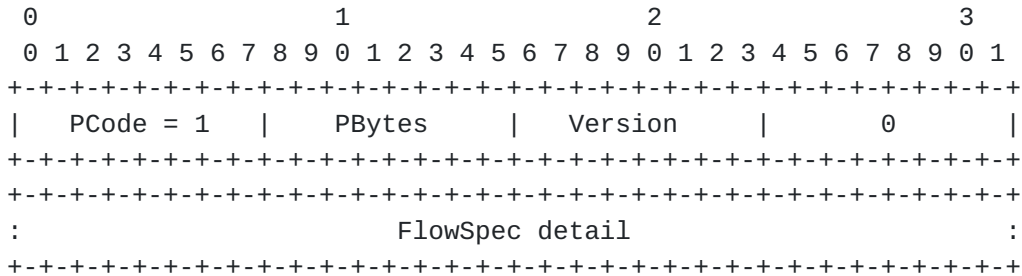 0                   1                   2                   3
 0 1 2 3 4 5 6 7 8 9 0 1 2 3 4 5 6 7 8 9 0 1 2 3 4 5 6 7 8 9 0 1
+-+-+-+-+-+-+-+-+-+-+-+-+-+-+-+-+-+-+-+-+-+-+-+-+-+-+-+-+-+-+-+-+
|   PCode = 1   |    PBytes     |   Version     |       0       |
+-+-+-+-+-+-+-+-+-+-+-+-+-+-+-+-+-+-+-+-+-+-+-+-+-+-+-+-+-+-+-+-+
+-+-+-+-+-+-+-+-+-+-+-+-+-+-+-+-+-+-+-+-+-+-+-+-+-+-+-+-+-+-+-+-+
:                        FlowSpec detail                        :
+-+-+-+-+-+-+-+-+-+-+-+-+-+-+-+-+-+-+-+-+-+-+-+-+-+-+-+-+-+-+-+-+